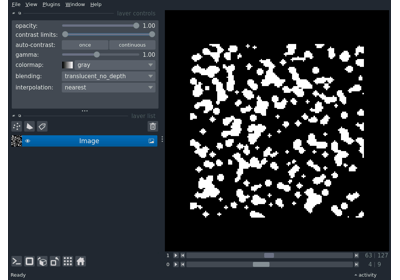 File View Plugins Window Help
layer controls
opacity: 1.00
contrast limits:
auto-contrast: once continuous
gamma: 1.00
colormap: gray
blending: translucent_no_depth
interpolation: nearest
layer list
Image
1 63 127
0 4 9
Ready activity